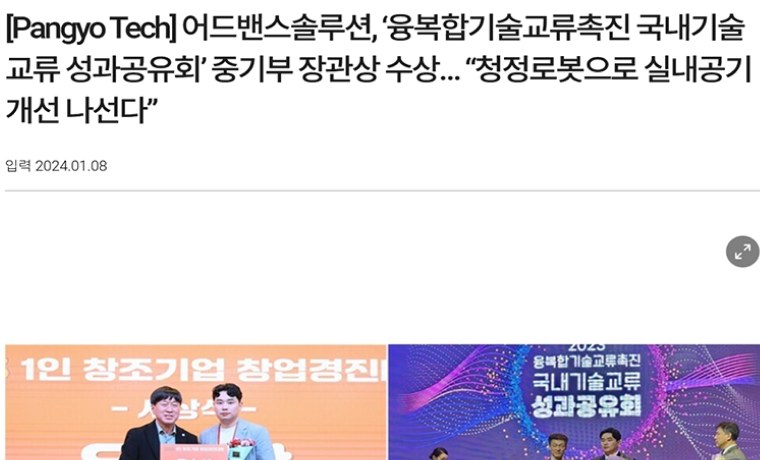 [Pangyo Tech] 어드밴스솔루션, ‘융복합기술교류촉진 국내기술
교류 성과공유회’ 중기부 장관상 수상... “청정로봇으로 실내공기
개선 나선다”
입력 2024.01.08
1인 창조기업 창업경진
2023
융복합기술교류촉진
국내기술교류
성과공유회